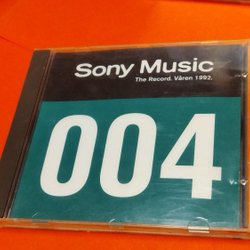 Sony Music
The Record. Våren 1992.
004